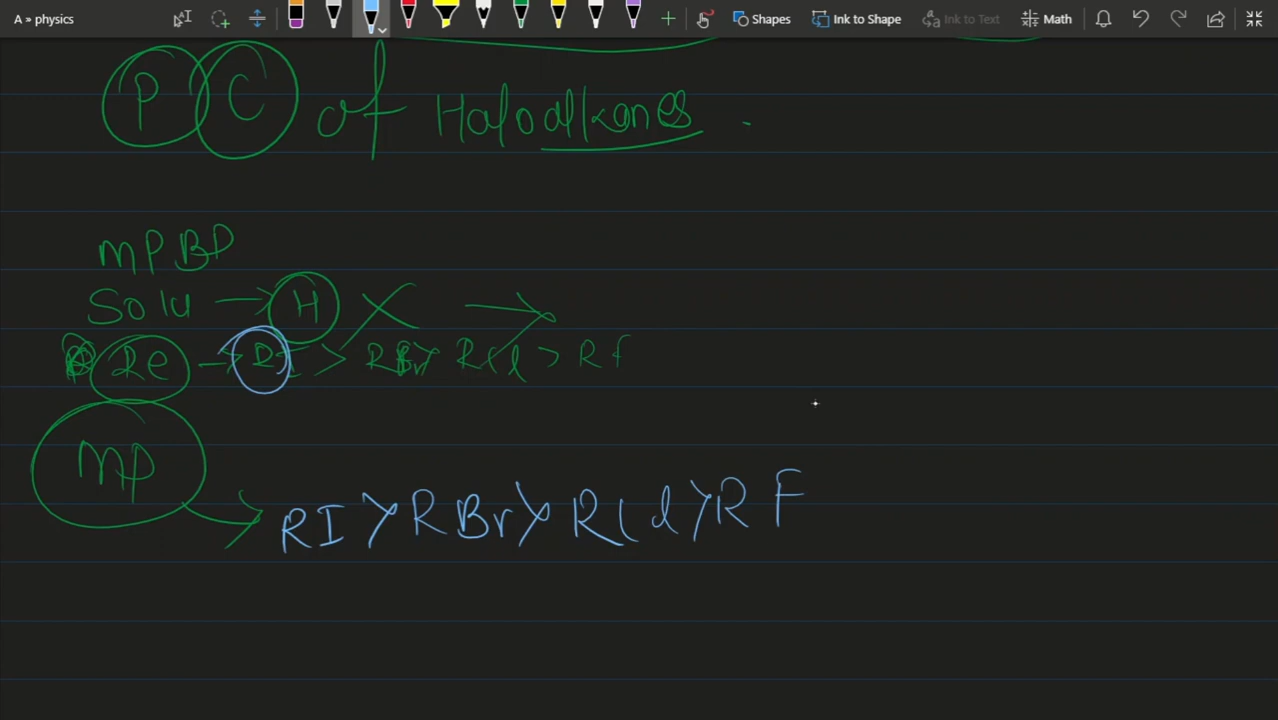 A » physics Shapes Ink to Shape Ink to Text Math
P C of Haloalkanes .
MP BP
Solu → H
Re → RI > RBr > RCl > RF
MP
→ RI > RBr > RCl > RF